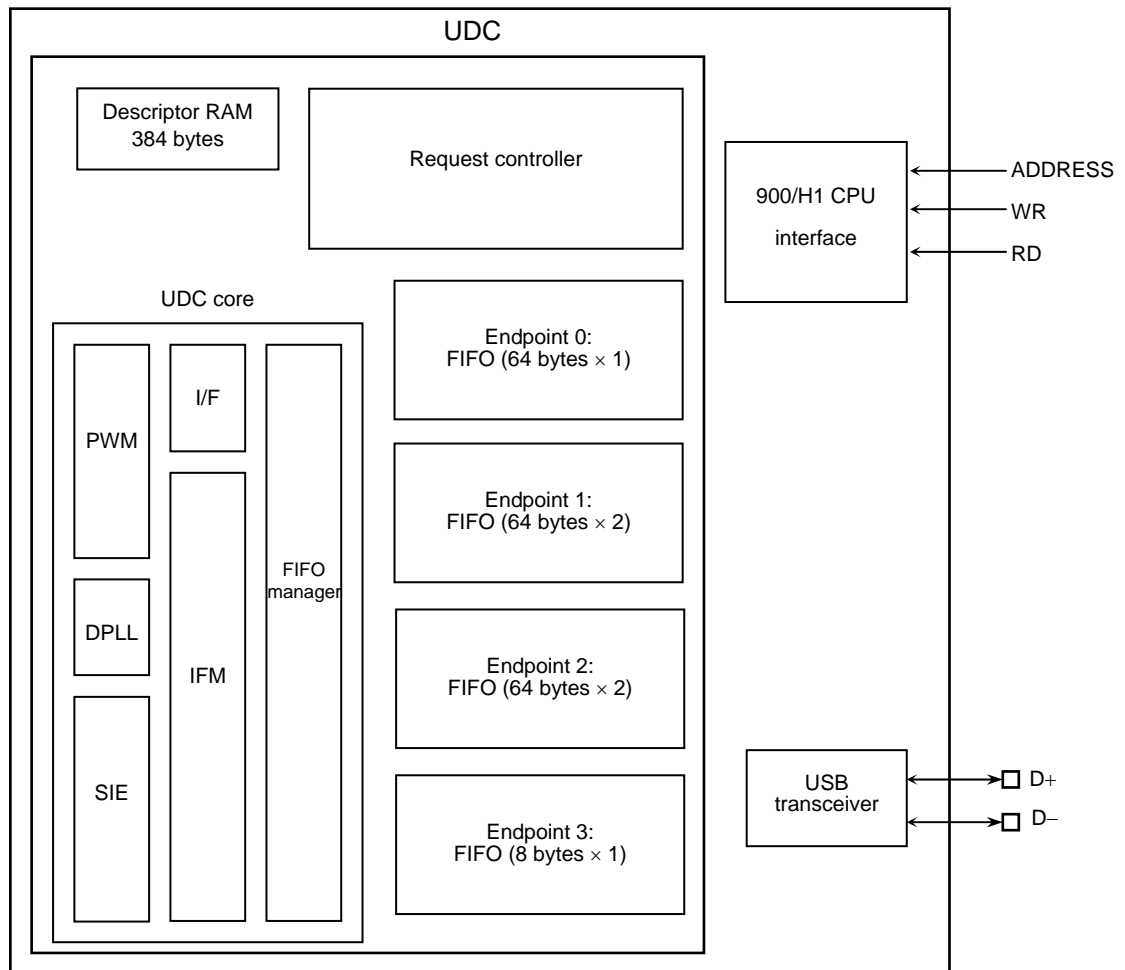 UDC
Descriptor RAM
384 bytes
Request controller
900/H1 CPU
interface
ADDRESS
WR
RD
UDC core
PWM
I/F
DPLL
IFM
SIE
FIFO
manager
Endpoint 0:
FIFO (64 bytes × 1)
Endpoint 1:
FIFO (64 bytes × 2)
Endpoint 2:
FIFO (64 bytes × 2)
Endpoint 3:
FIFO (8 bytes × 1)
USB
transceiver
D+
D−